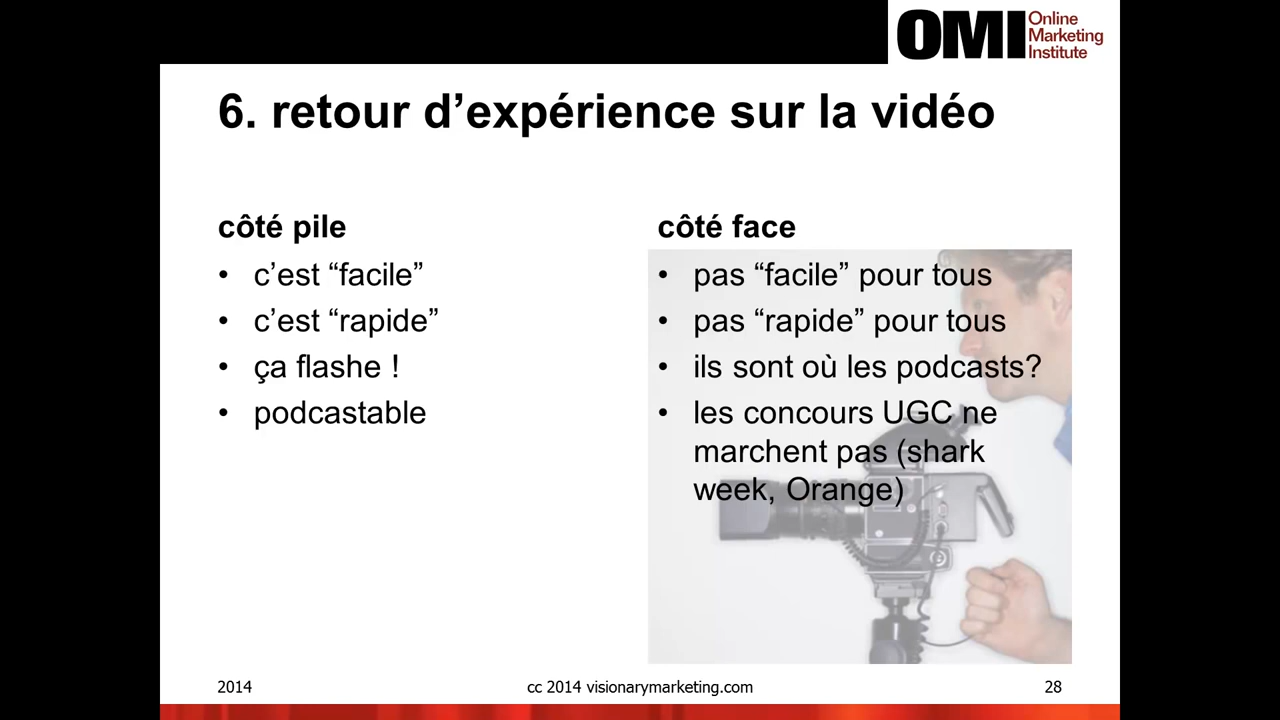 OMI Online
Marketing
Institute
6. retour d’expérience sur la vidéo
côté pile
• c’est “facile”
• c’est “rapide”
• ça flashe !
• podcastable
côté face
• pas “facile” pour tous
• pas “rapide” pour tous
• ils sont où les podcasts?
• les concours UGC ne
marchent pas (shark
week, Orange)
2014
cc 2014 visionarymarketing.com
28